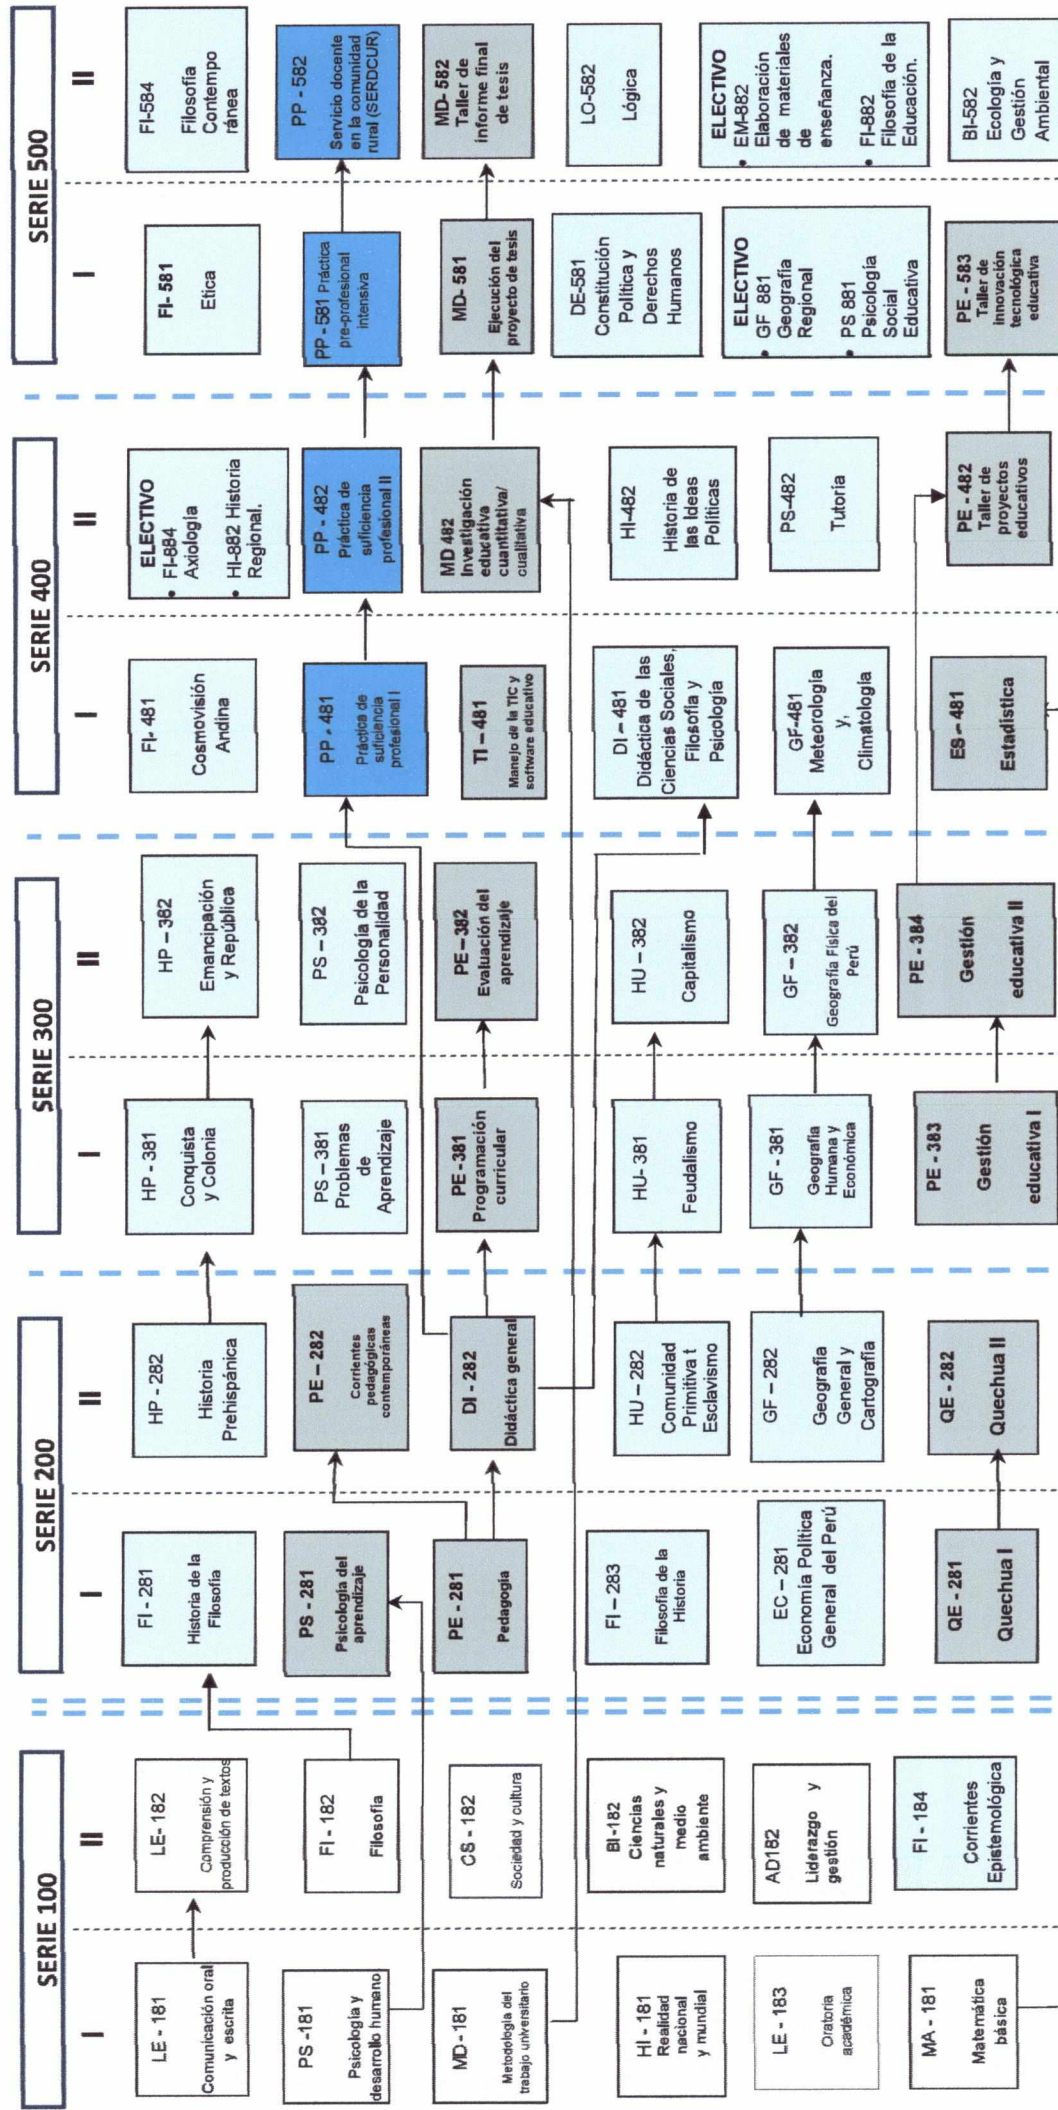 SERIE 100
SERIE 200
SERIE 300
SERIE 400
SERIE 500
I
II
I
II
I
II
I
II
I
II
LE - 181
Comunicación oral
y escrita
PS -181
Psicología y
desarrollo humano
MD - 181
Metodología del
trabajo universitario
HI - 181
Realidad
nacional
y mundial
LE - 183
Oratoria
académica
MA - 181
Matemática
básica
LE- 182
Comprensión y
producción de textos
FI - 182
Filosofía
CS - 182
Sociedad y cultura
BI-182
Ciencias
naturales y
medio
ambiente
AD182
Liderazgo y
gestión
FI - 184
Corrientes
Epistemológica
FI - 281
Historia de la
Filosofía
PS - 281
Psicología del
aprendizaje
PE - 281
Pedagogía
FI – 283
Filosofía de la
Historia
EC – 281
Economía Política
General del Perú
QE - 281
Quechua I
HP - 282
Historia
Prehispánica
PE – 282
Corrientes
pedagógicas
contemporáneas
DI - 282
Didáctica general
HU – 282
Comunidad
Primitiva t
Esclavismo
GF – 282
Geografía
General y
Cartografía
QE - 282
Quechua II
HP - 381
Conquista
y Colonia
PS – 381
Problemas
de
Aprendizaje
PE -381
Programación
curricular
HU- 381
Feudalismo
GF - 381
Geografía
Humana y
Económica
PE - 383
Gestión
educativa I
HP – 382
Emancipación
y República
PS – 382
Psicología de la
Personalidad
PE – 382
Evaluación del
aprendizaje
HU – 382
Capitalismo
GF – 382
Geografía Física del
Perú
PE - 384
Gestión
educativa II
FI- 481
Cosmovisión
Andina
PP - 481
Práctica de
suficiencia
profesional I
TI – 481
Manejo de la TIC y
software educativo
DI – 481
Didáctica de las
Ciencias Sociales,
Filosofía y
Psicología
GF-481
Meteorología
y,
Climatología
ES – 481
Estadística
ELECTIVO
• FI-884
Axiología
• HI-882 Historia
Regional.
PP - 482
Práctica de
suficiencia
profesional II
MD 482
Investigación
educativa
cuantitativa/
cualitativa
HI-482
Historia de
las Ideas
Políticas
PS-482
Tutoría
PE - 482
Taller de
proyectos
educativos
FI- 581
Etica
PP - 581 Práctica
pre-profesional
intensiva
MD- 581
Ejecución del
proyecto de tesis
DE-581
Constitución
Política y
Derechos
Humanos
ELECTIVO
• GF 881
Geografía
Regional
• PS 881
Psicología
Social
Educativa
PE - 583
Taller de
innovación
tecnológica
educativa
FI-584
Filosofía
Contempo
ránea
PP - 582
Servicio docente
en la comunidad
rural (SERDCUR)
MD- 582
Taller de
informe final
de tesis
LO-582
Lógica
ELECTIVO
• EM-882
Elaboración
de materiales
de
enseñanza.
• FI-882
Filosofía de la
Educación.
BI-582
Ecología y
Gestión
Ambiental